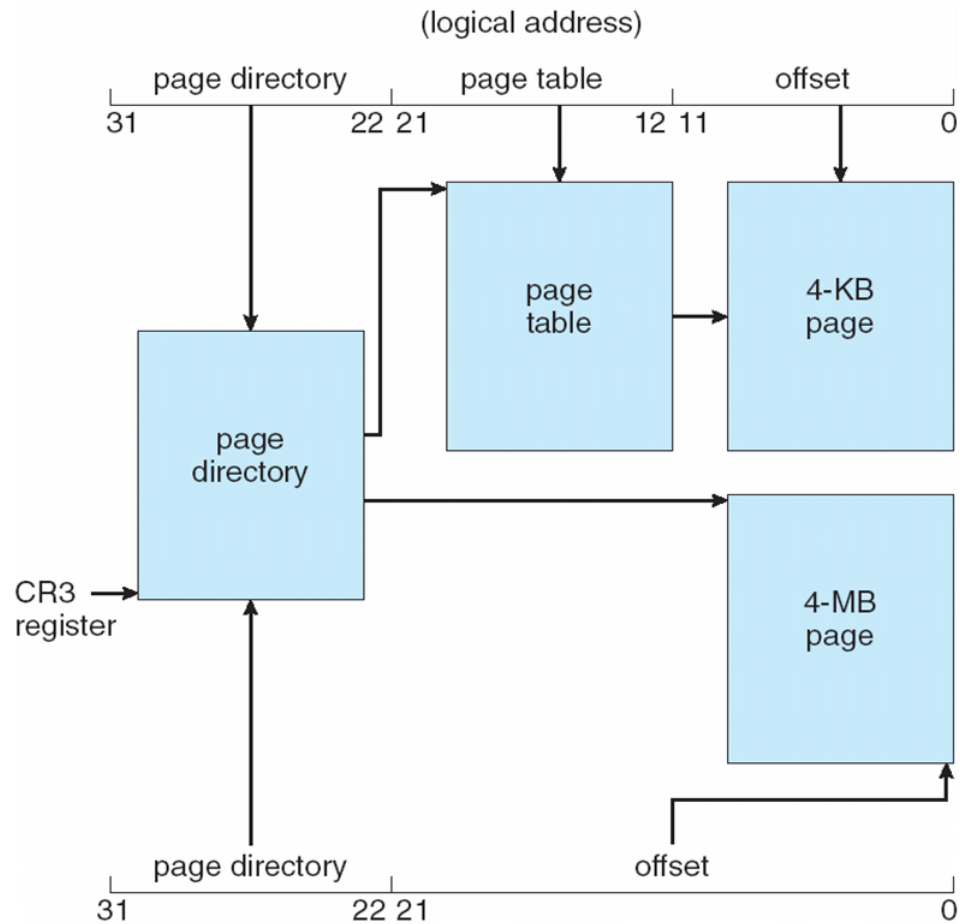 (logical address)
page directory page table offset
31 22 21 12 11 0
page
table
4-KB
page
page
directory
CR3
register
4-MB
page
page directory offset
31 22 21 0